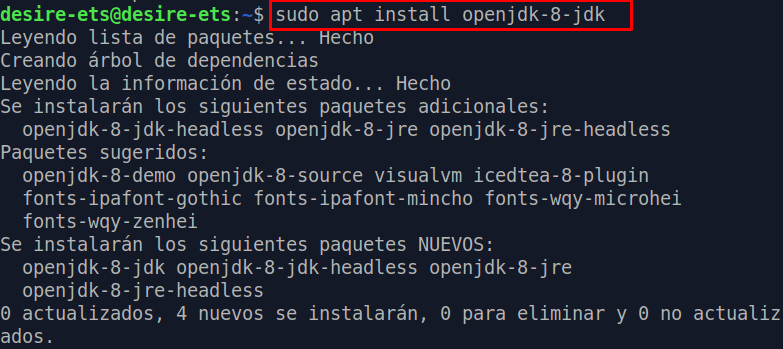 desire-ets@desire-ets:~$ sudo apt install openjdk-8-jdk
Leyendo lista de paquetes... Hecho
Creando árbol de dependencias
Leyendo la información de estado... Hecho
Se instalarán los siguientes paquetes adicionales:
  openjdk-8-jdk-headless openjdk-8-jre openjdk-8-jre-headless
Paquetes sugeridos:
  openjdk-8-demo openjdk-8-source visualvm icedtea-8-plugin
  fonts-ipafont-gothic fonts-ipafont-mincho fonts-wqy-microhei
  fonts-wqy-zenhei
Se instalarán los siguientes paquetes NUEVOS:
  openjdk-8-jdk openjdk-8-jdk-headless openjdk-8-jre
  openjdk-8-jre-headless
0 actualizados, 4 nuevos se instalarán, 0 para eliminar y 0 no actualiz
ados.